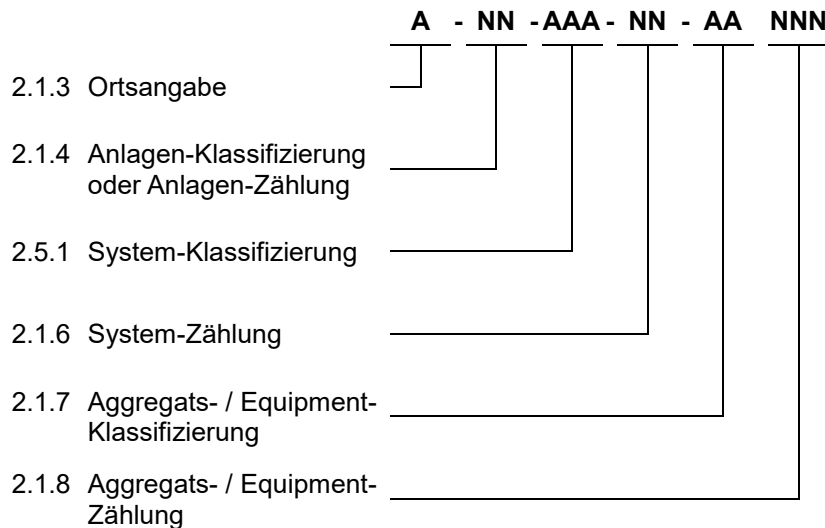 A - NN - AAA - NN - AA NNN
2.1.3 Ortsangabe
2.1.4 Anlagen-Klassifizierung
oder Anlagen-Zählung
2.5.1 System-Klassifizierung
2.1.6 System-Zählung
2.1.7 Aggregats- / Equipment-
Klassifizierung
2.1.8 Aggregats- / Equipment-
Zählung